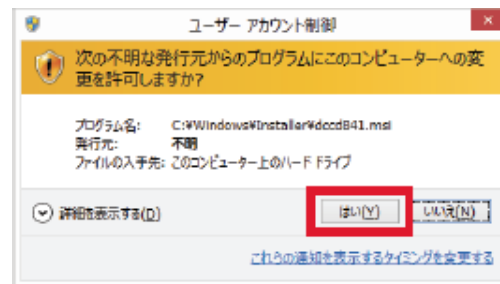 ユーザー アカウント制御
次の不明な発行元からのプログラムにこのコンピューターへの変
更を許可しますか?
プログラム名: C:¥Windows¥Installer¥dccd841.msi
発行元: 不明
ファイルの入手先: このコンピューター上のハード ドライブ
詳細を表示する(D)
はい(Y) いいえ(N)
これらの通知を表示するタイミングを変更する